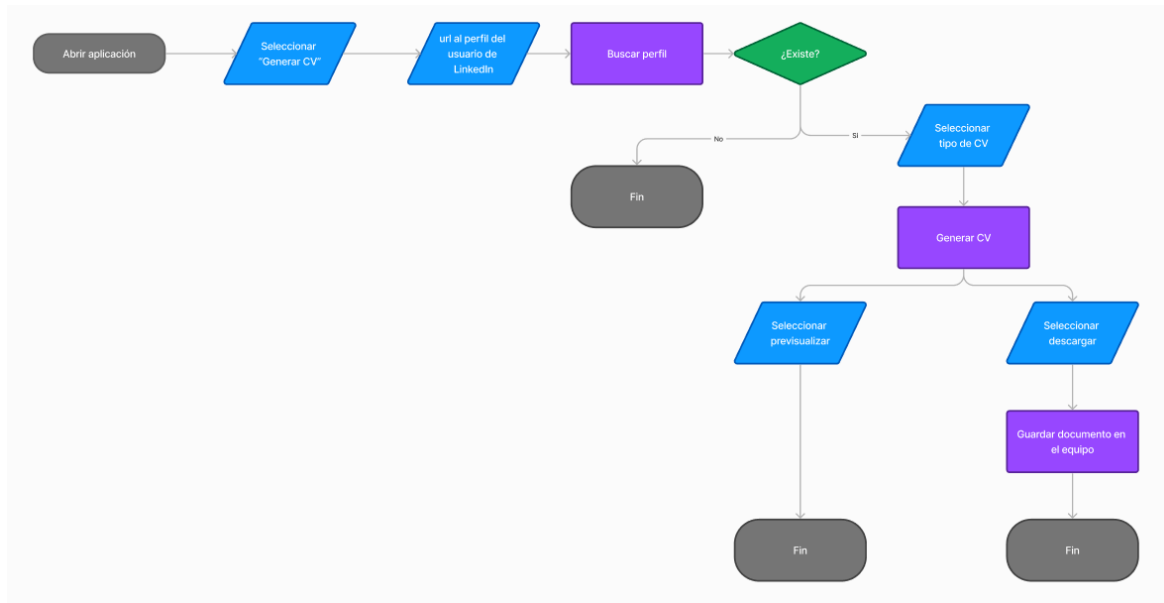 Abrir aplicación
Seleccionar
"Generar CV"
url al perfil del
usuario de
LinkedIn
Buscar perfil
¿Existe?
No
Si
Seleccionar
tipo de CV
Fin
Generar CV
Seleccionar
previsualizar
Seleccionar
descargar
Guardar documento en
el equipo
Fin
Fin